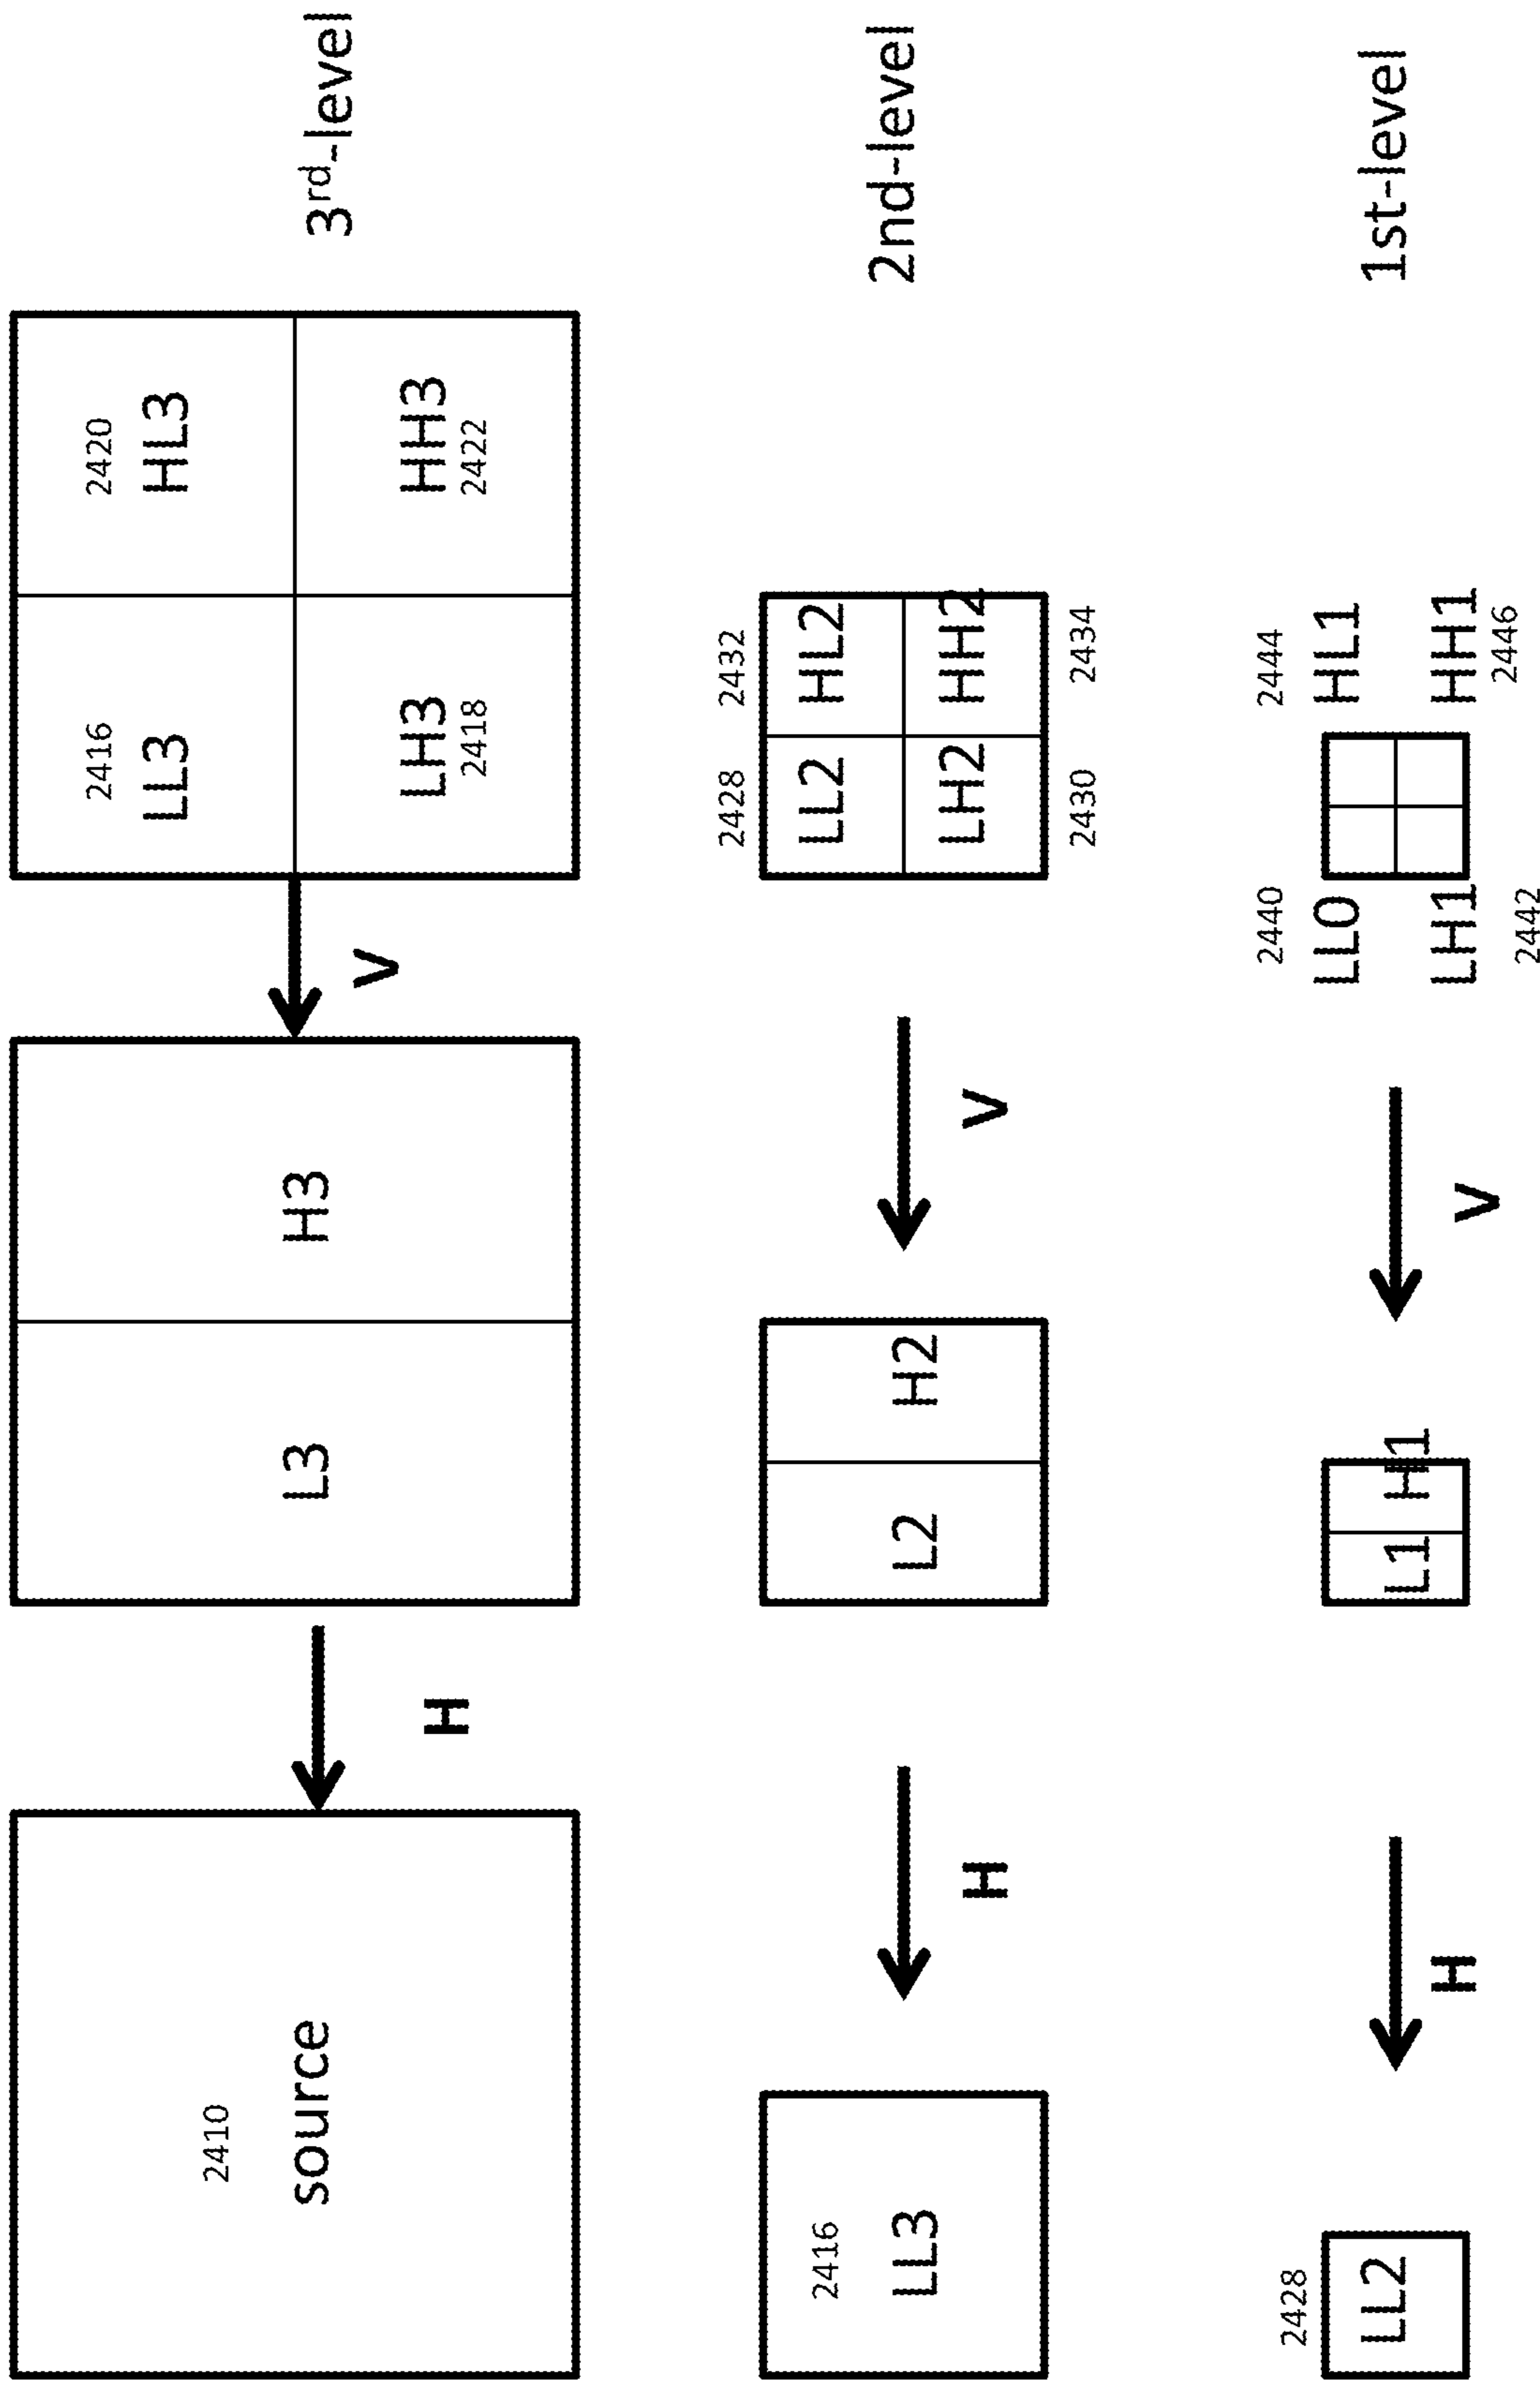 2410
source
H
L3 H3
V
2416 2420
LL3 HL3
LH3 HH3
2418 2422
3rd-level
2416
LL3
H
L2 H2
V
2428 2432
LL2 HL2
LH2 HH2
2430 2434
2nd-level
2428
LL2
H
L1 H1
V
2440 2444
LL0 HL1
LH1 HH1
2442 2446
1st-level